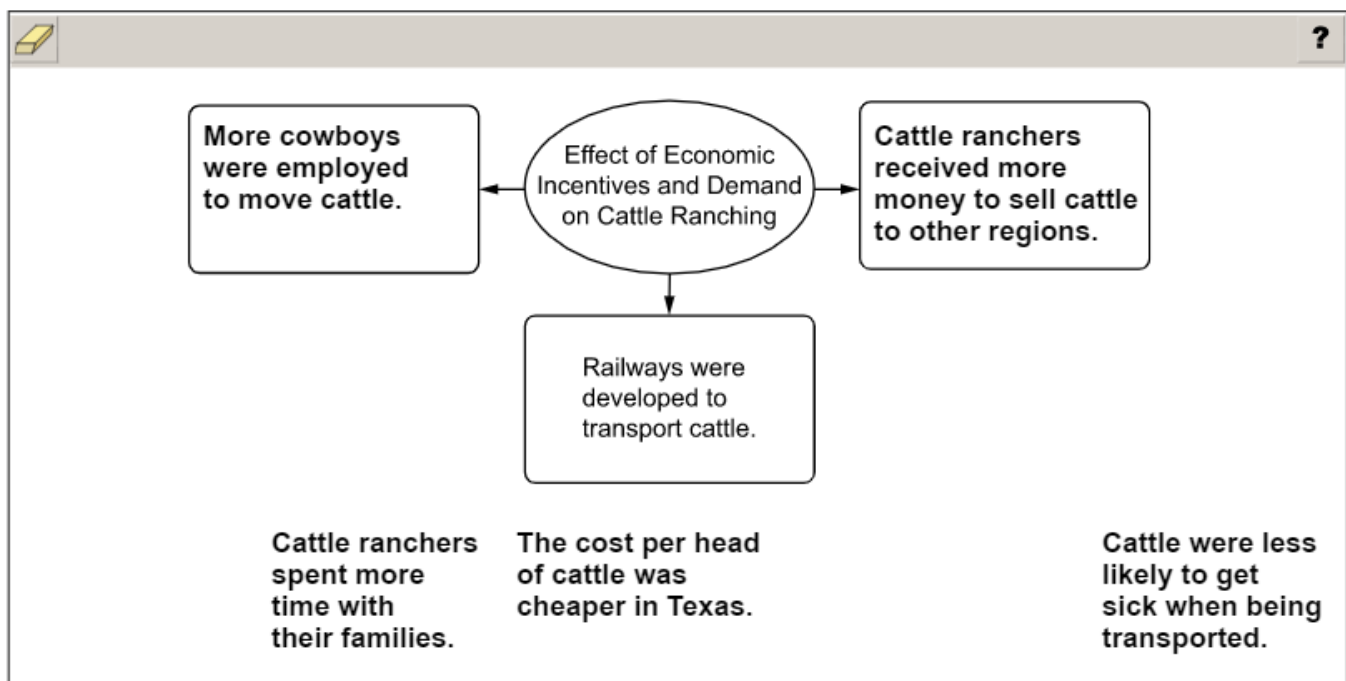 ?
More cowboys
were employed
to move cattle.
Effect of Economic
Incentives and Demand
on Cattle Ranching
Cattle ranchers
received more
money to sell cattle
to other regions.
Railways were
developed to
transport cattle.
Cattle ranchers
spent more
time with
their families.
The cost per head
of cattle was
cheaper in Texas.
Cattle were less
likely to get
sick when being
transported.